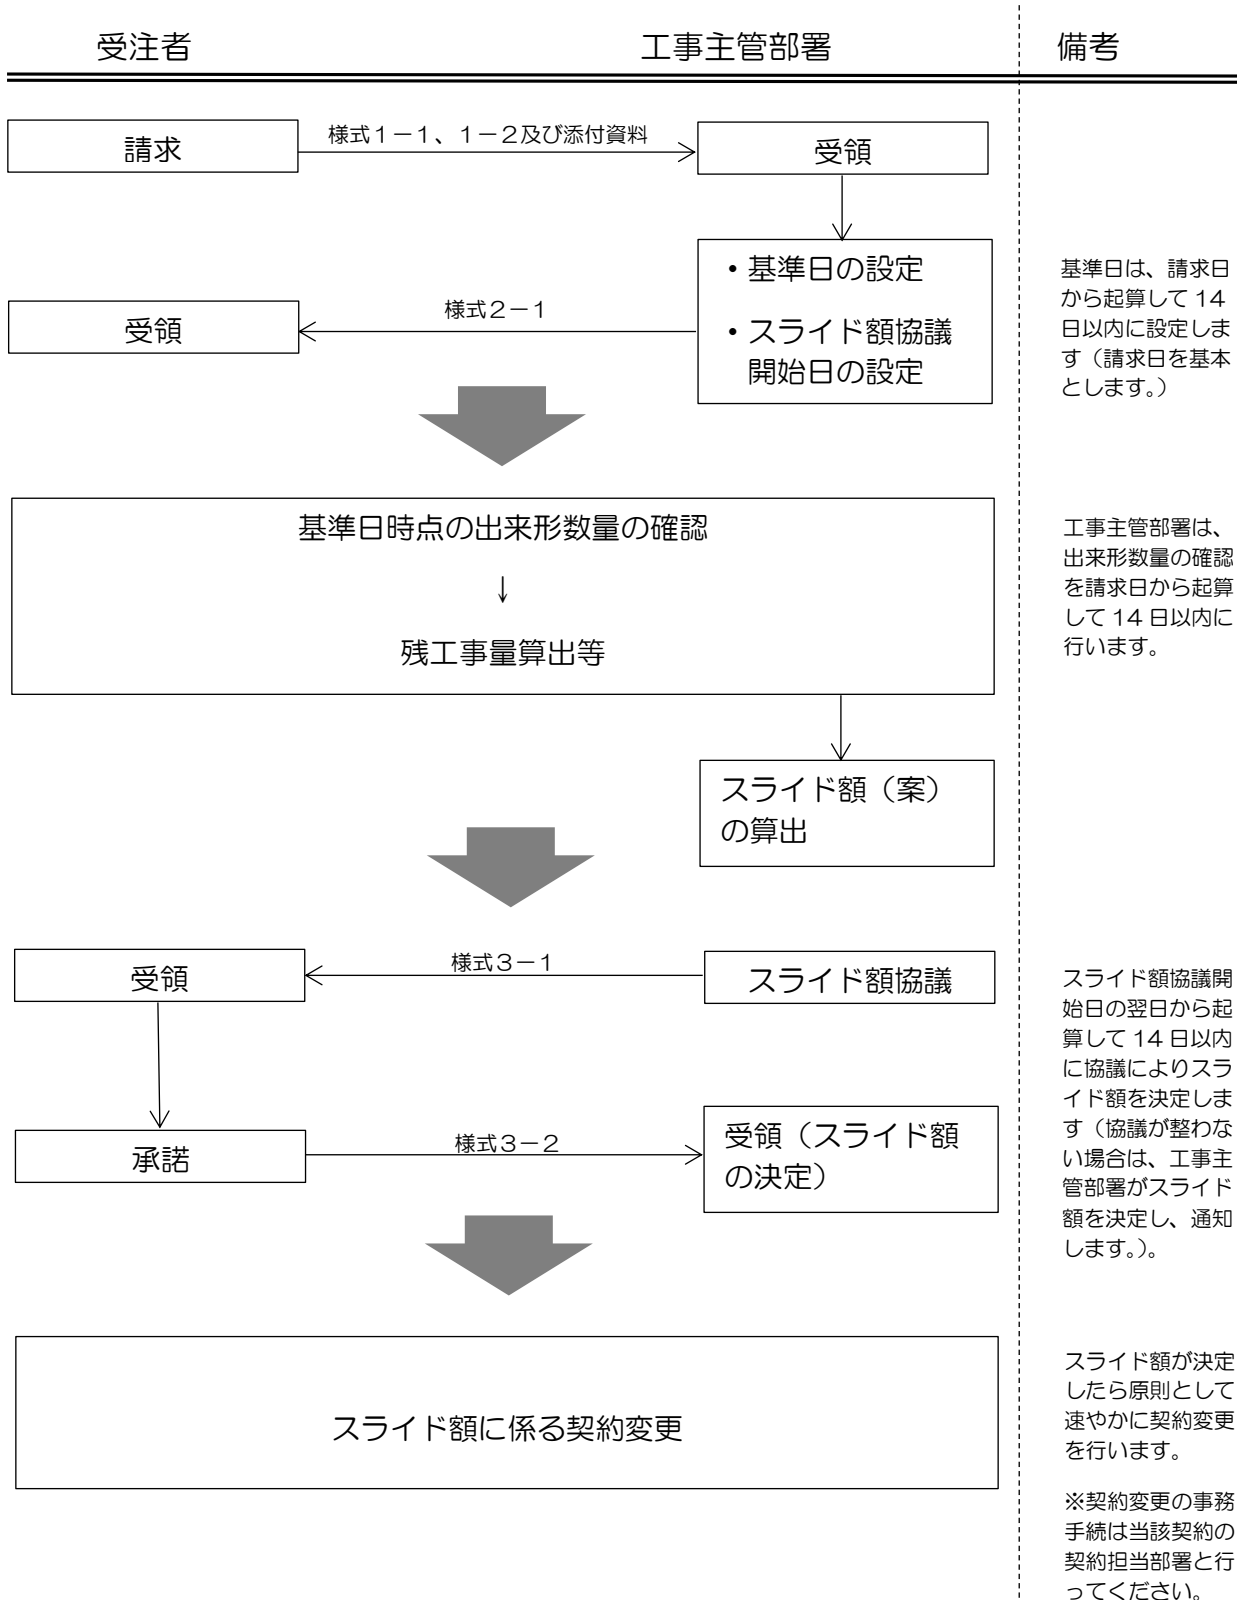 受注者
工事主管部署
備考
請求
様式１－１、１－２及び添付資料
受領
・基準日の設定
・スライド額協議
開始日の設定
様式２－１
受領
基準日は、請求日
から起算して 14
日以内に設定しま
す（請求日を基本
とします。）
基準日時点の出来形数量の確認
↓
残工事量算出等
工事主管部署は、
出来形数量の確認
を請求日から起算
して 14 日以内に
行います。
スライド額（案）
の算出
受領
様式３－１
スライド額協議
承諾
様式３－２
受領（スライド額
の決定）
スライド額協議開
始日の翌日から起
算して 14 日以内
に協議によりスラ
イド額を決定しま
す（協議が整わな
い場合は、工事主
管部署がスライド
額を決定し、通知
します。）。
スライド額に係る契約変更
スライド額が決定
したら原則として
速やかに契約変更
を行います。
※契約変更の事務
手続は当該契約の
契約担当部署と行
ってください。